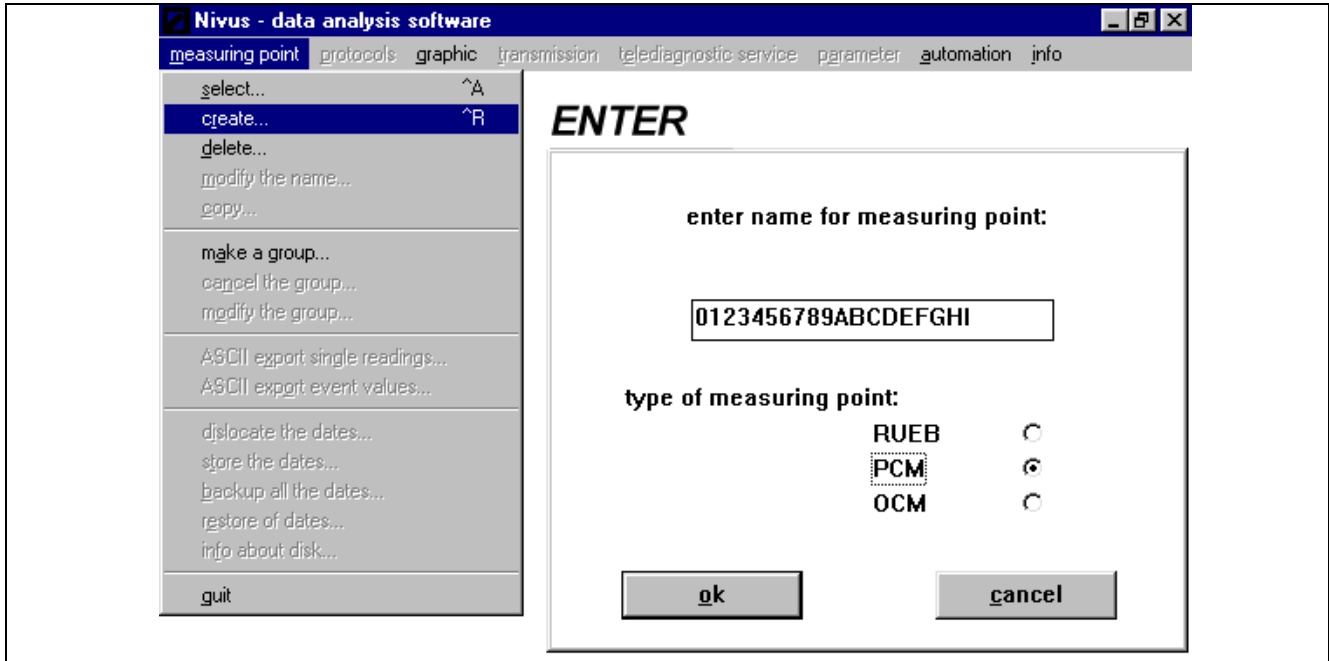 Nivus - data analysis software
measuring point protocols graphic transmission telediagnostic service parameter automation info
select... ^A
create... ^R
delete...
modify the name...
copy...
make a group...
cancel the group...
modify the group...
ASCII export single readings...
ASCII export event values...
dislocate the dates...
store the dates...
backup all the dates...
restore of dates...
info about disk...
quit
ENTER
enter name for measuring point:
0123456789ABCDEFGHI
type of measuring point:
RUEB
PCM
OCM
ok cancel